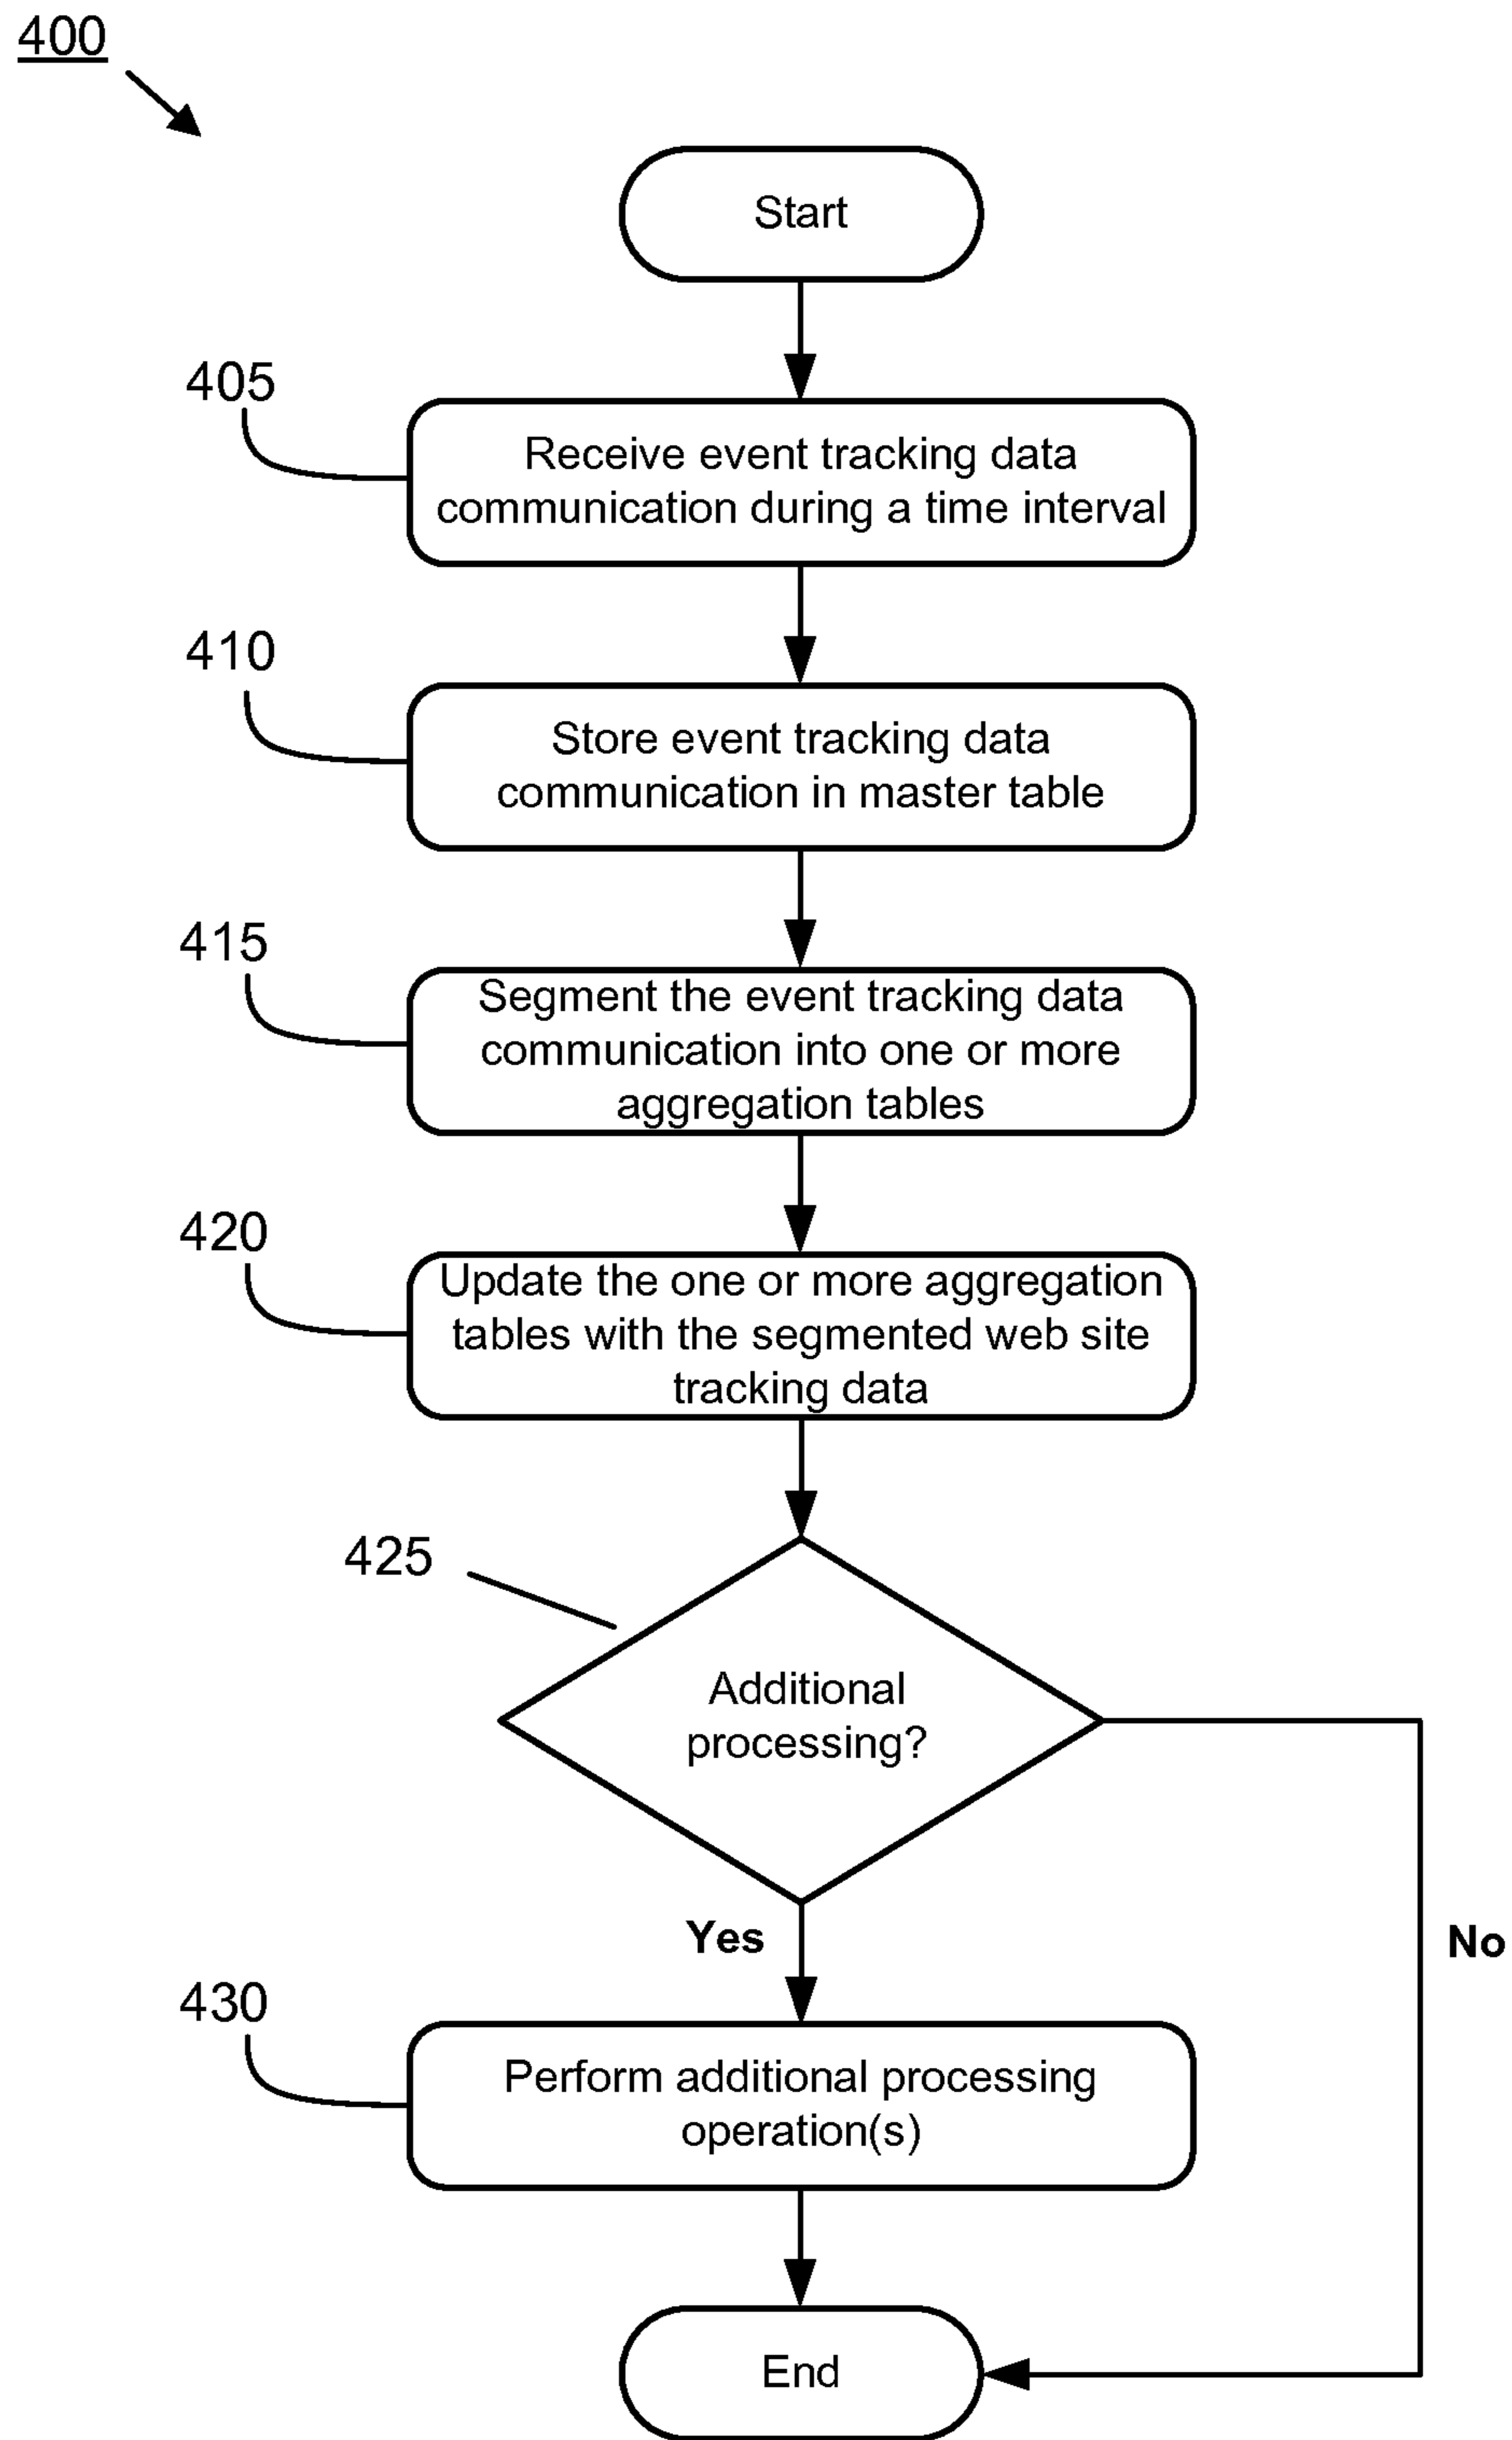 400
Start
405
Receive event tracking data
communication during a time interval
410
Store event tracking data
communication in master table
415
Segment the event tracking data
communication into one or more
aggregation tables
420
Update the one or more aggregation
tables with the segmented web site
tracking data
425
Additional
processing?
Yes
No
430
Perform additional processing
operation(s)
End